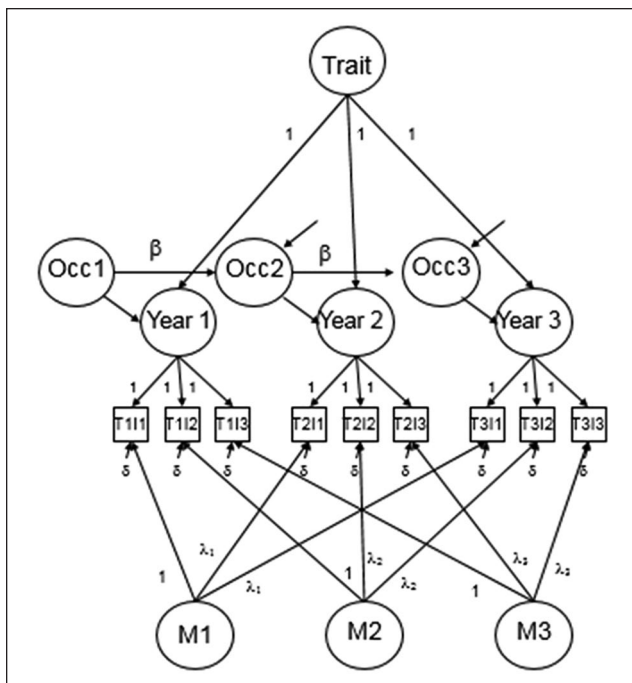 Trait
1 1 1
β β
Occ1 Occ2 Occ3
Year 1 Year 2 Year 3
1 1 1 1 1 1 1 1 1
T1I1 T1I2 T1I3 T2I1 T2I2 T2I3 T3I1 T3I2 T3I3
δ δ δ δ δ δ δ δ δ
λ₁ λ₂ λ₃
1 λ₁ 1 λ₂ 1 λ₃
M1 M2 M3